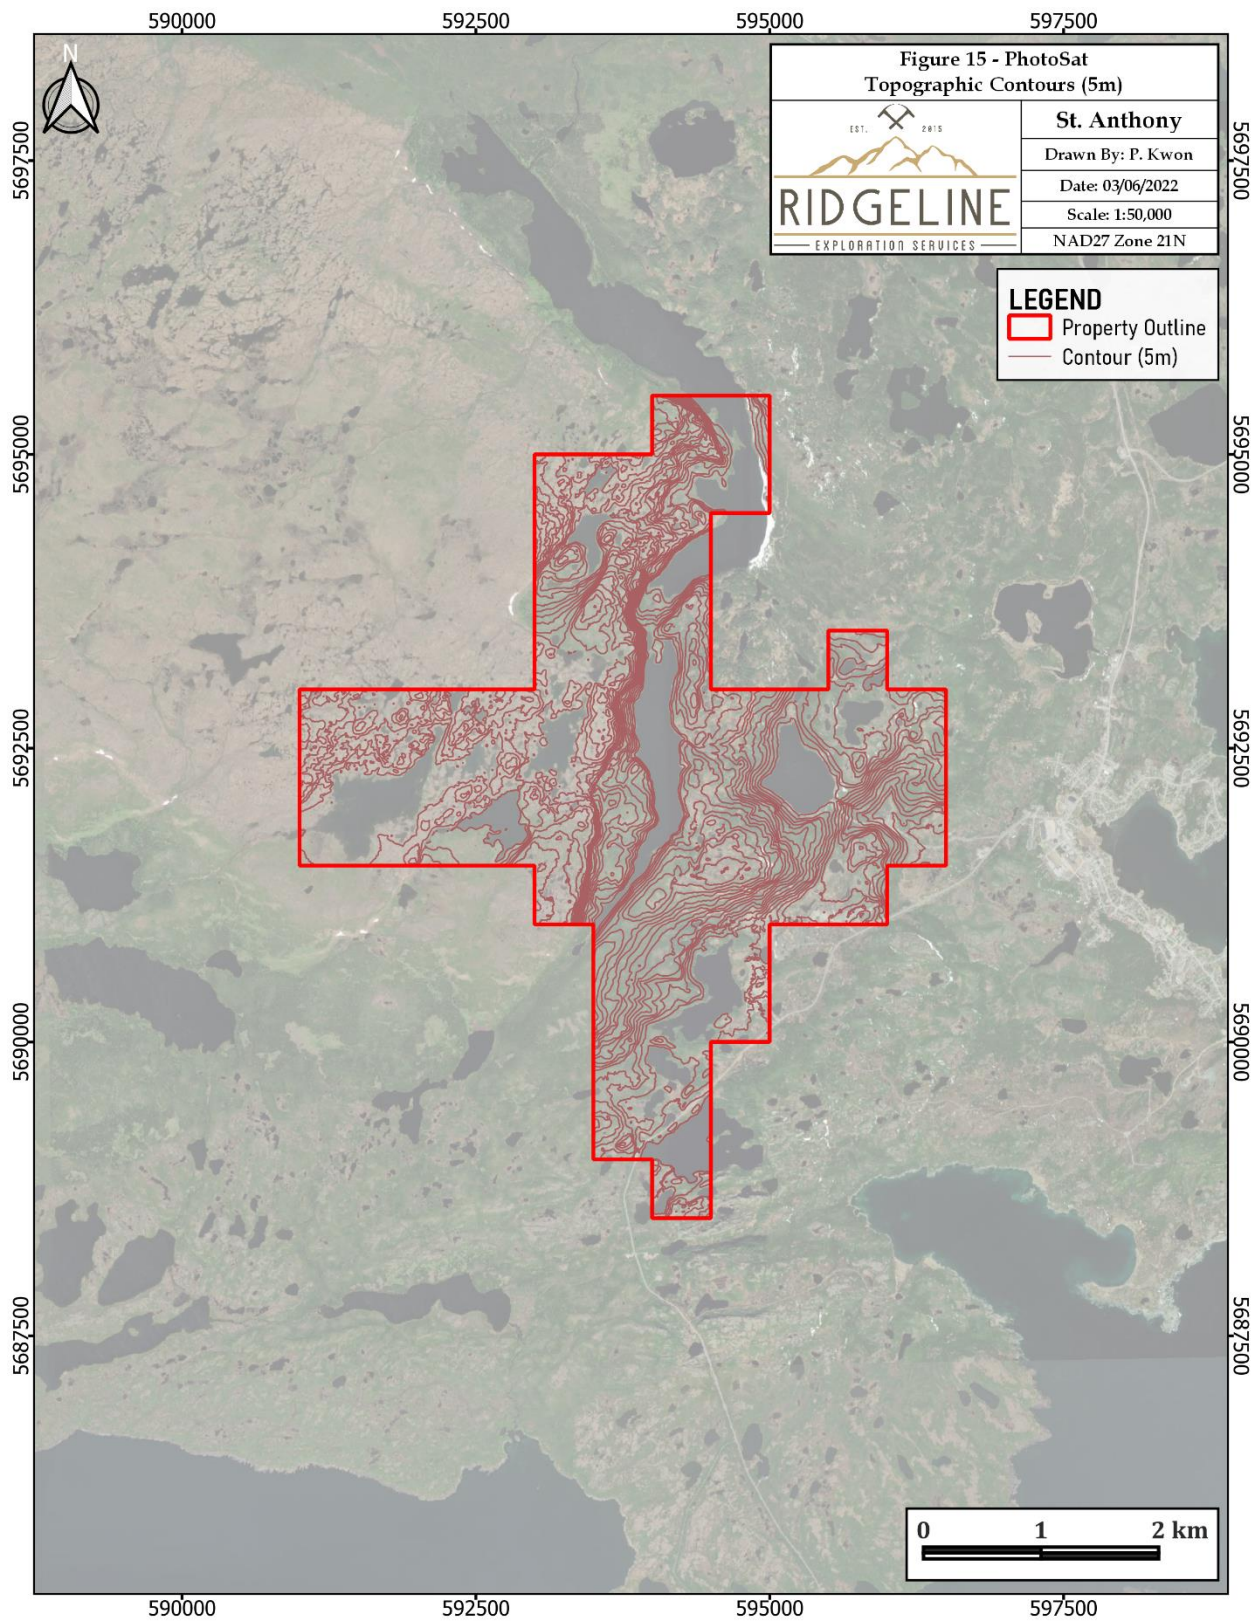 590000 592500 595000 597500
N
Figure 15 - PhotoSat
Topographic Contours (5m)
EST. 2015
RIDGELINE
EXPLORATION SERVICES
St. Anthony
Drawn By: P. Kwon
Date: 03/06/2022
Scale: 1:50,000
NAD27 Zone 21N
LEGEND
Property Outline
Contour (5m)
5697500 5697500
5695000 5695000
5692500 5692500
5690000 5690000
5687500 5687500
0 1 2 km
590000 592500 595000 597500